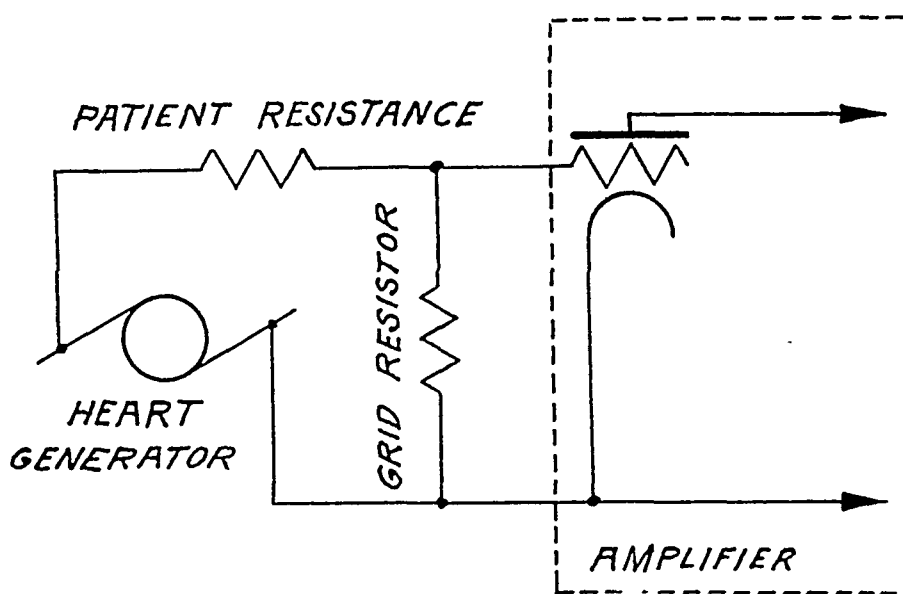 PATIENT RESISTANCE
GRID RESISTOR
HEART
GENERATOR
AMPLIFIER